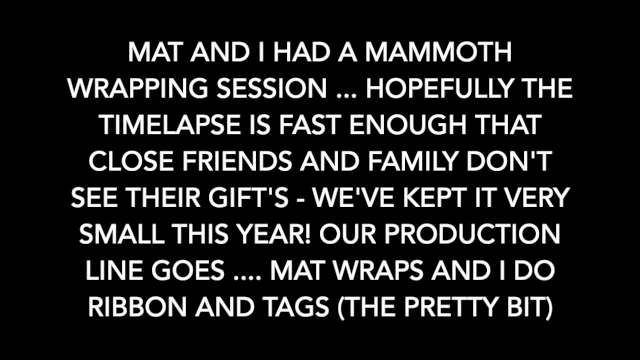 MAT AND I HAD A MAMMOTH
WRAPPING SESSION ... HOPEFULLY THE
TIMELAPSE IS FAST ENOUGH THAT
CLOSE FRIENDS AND FAMILY DON'T
SEE THEIR GIFT'S - WE'VE KEPT IT VERY
SMALL THIS YEAR! OUR PRODUCTION
LINE GOES .... MAT WRAPS AND I DO
RIBBON AND TAGS (THE PRETTY BIT)